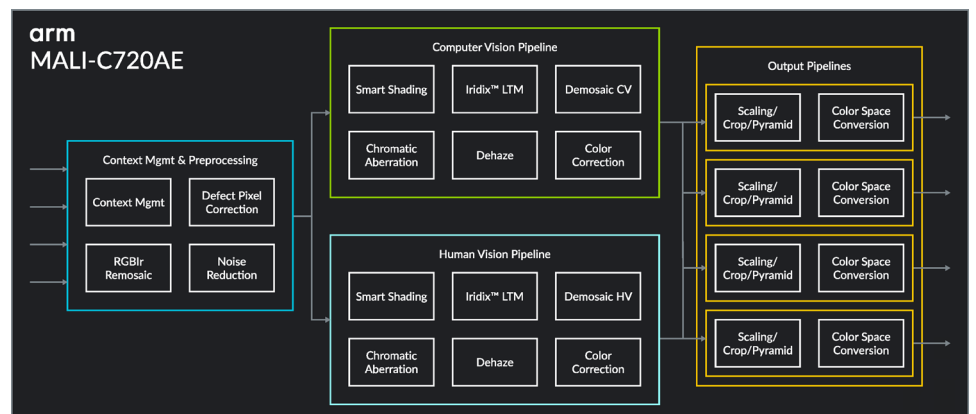 arm
MALI-C720AE
Context Mgmt & Preprocessing
Context Mgmt
Defect Pixel
Correction
RGBIr
Remosaic
Noise
Reduction
Computer Vision Pipeline
Smart Shading
Iridix™ LTM
Demosaic CV
Chromatic
Aberration
Dehaze
Color
Correction
Human Vision Pipeline
Smart Shading
Iridix™ LTM
Demosaic HV
Chromatic
Aberration
Dehaze
Color
Correction
Output Pipelines
Scaling/
Crop/Pyramid
Color Space
Conversion
Scaling/
Crop/Pyramid
Color Space
Conversion
Scaling/
Crop/Pyramid
Color Space
Conversion
Scaling/
Crop/Pyramid
Color Space
Conversion